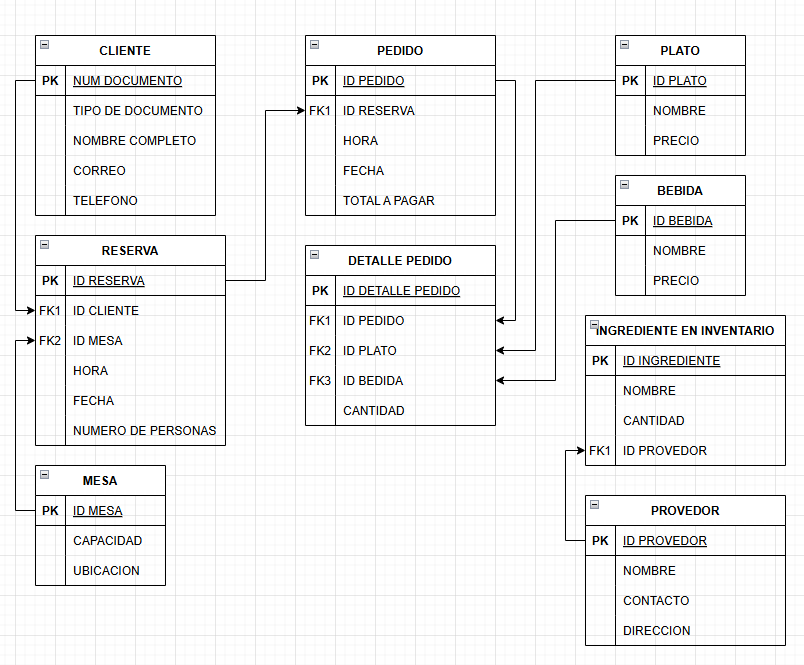 CLIENTE
PK NUM DOCUMENTO
TIPO DE DOCUMENTO
NOMBRE COMPLETO
CORREO
TELEFONO
RESERVA
PK ID RESERVA
FK1 ID CLIENTE
FK2 ID MESA
HORA
FECHA
NUMERO DE PERSONAS
MESA
PK ID MESA
CAPACIDAD
UBICACION
PEDIDO
PK ID PEDIDO
FK1 ID RESERVA
HORA
FECHA
TOTAL A PAGAR
DETALLE PEDIDO
PK ID DETALLE PEDIDO
FK1 ID PEDIDO
FK2 ID PLATO
FK3 ID BEDIDA
CANTIDAD
PLATO
PK ID PLATO
NOMBRE
PRECIO
BEBIDA
PK ID BEBIDA
NOMBRE
PRECIO
INGREDIENTE EN INVENTARIO
PK ID INGREDIENTE
NOMBRE
CANTIDAD
FK1 ID PROVEDOR
PROVEDOR
PK ID PROVEDOR
NOMBRE
CONTACTO
DIRECCION